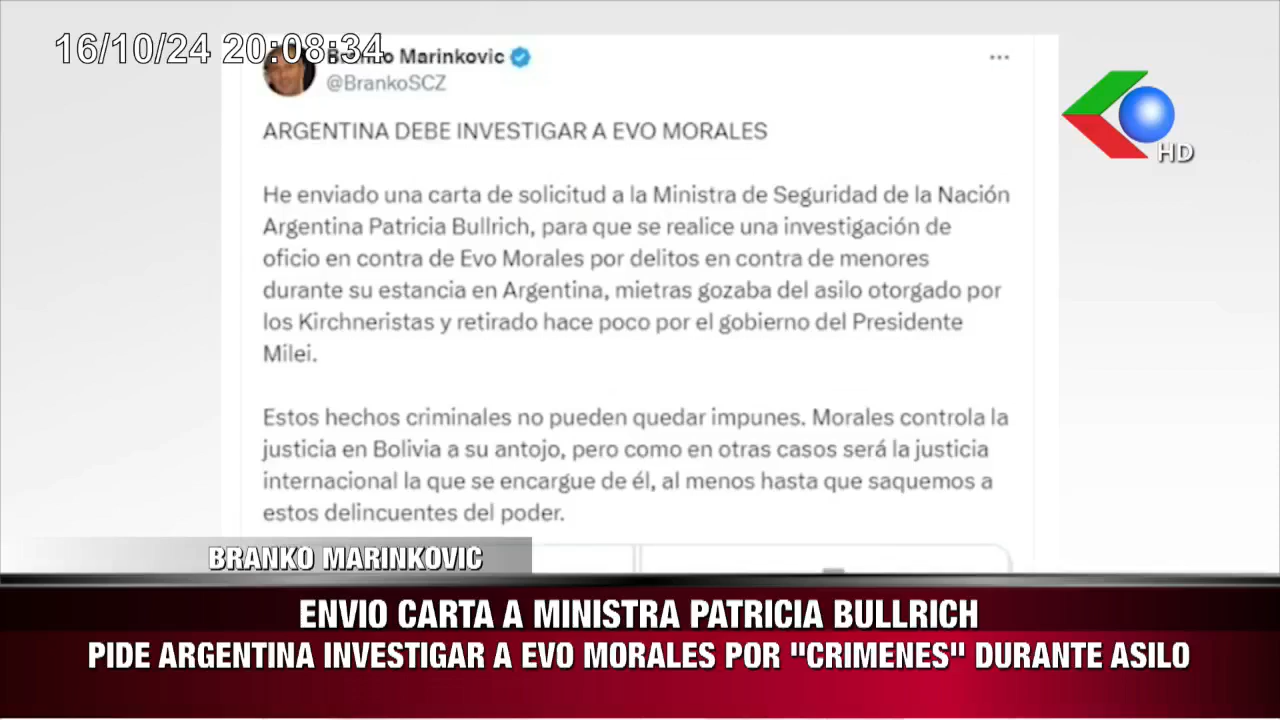 16/10/24 20:08:34
Branko Marinkovic
@BrankoSCZ
ARGENTINA DEBE INVESTIGAR A EVO MORALES
He enviado una carta de solicitud a la Ministra de Seguridad de la Nación
Argentina Patricia Bullrich, para que se realice una investigación de
oficio en contra de Evo Morales por delitos en contra de menores
durante su estancia en Argentina, mietras gozaba del asilo otorgado por
los Kirchneristas y retirado hace poco por el gobierno del Presidente
Milei.
Estos hechos criminales no pueden quedar impunes. Morales controla la
justicia en Bolivia a su antojo, pero como en otras casos será la justicia
internacional la que se encargue de él, al menos hasta que saquemos a
estos delincuentes del poder.
HD
BRANKO MARINKOVIC
ENVIO CARTA A MINISTRA PATRICIA BULLRICH
PIDE ARGENTINA INVESTIGAR A EVO MORALES POR "CRIMENES" DURANTE ASILO